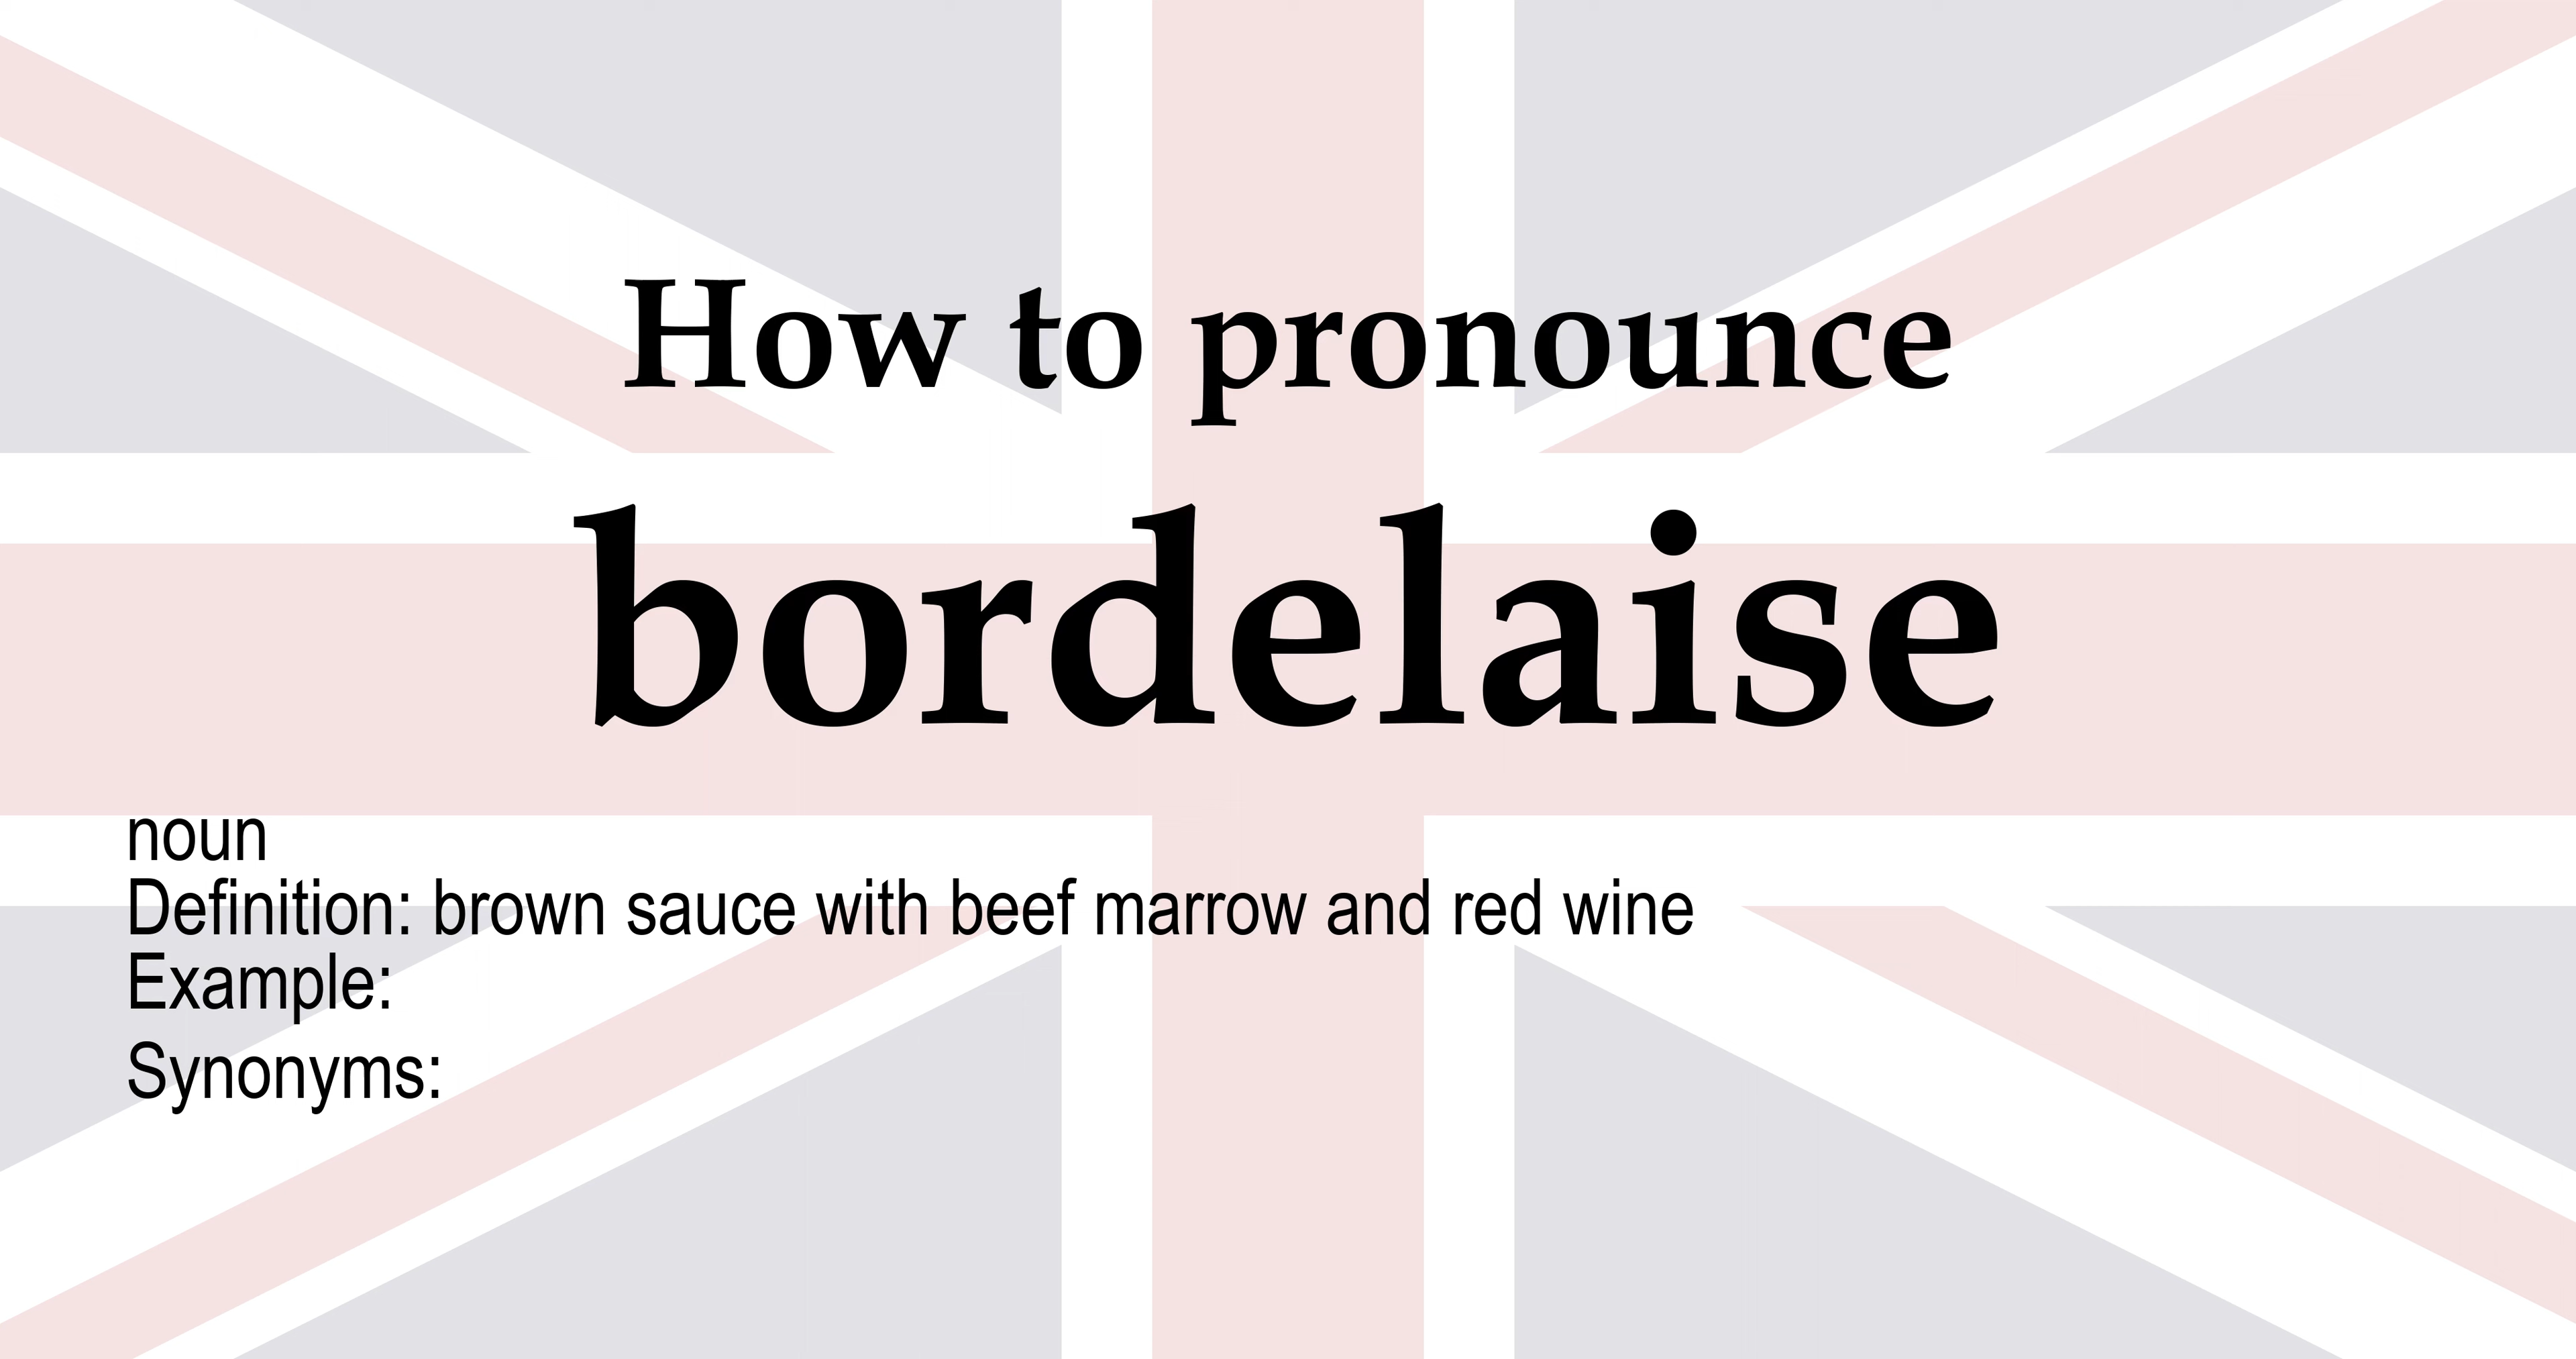 How to pronounce
bordelaise
noun
Definition: brown sauce with beef marrow and red wine
Example:
Synonyms: